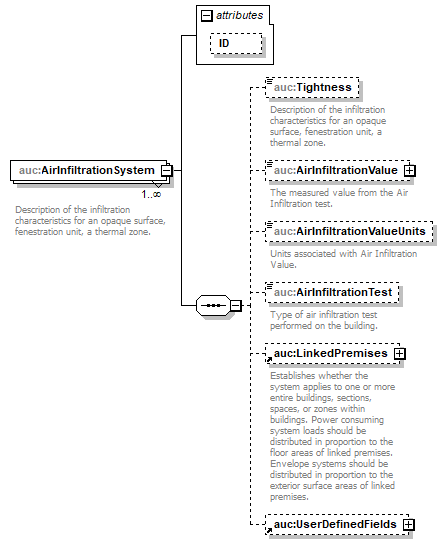 attributes
ID
auc:Tightness
Description of the infiltration
characteristics for an opaque
surface, fenestration unit, a
thermal zone.
auc:AirInfiltrationSystem
1..∞
Description of the infiltration
characteristics for an opaque surface,
fenestration unit, a thermal zone.
auc:AirInfiltrationValue
The measured value from the Air
Infiltration test.
auc:AirInfiltrationValueUnits
Units associated with Air Infiltration
Value.
auc:AirInfiltrationTest
Type of air infiltration test
performed on the building.
auc:LinkedPremises
Establishes whether the
system applies to one or more
entire buildings, sections,
spaces, or zones within
buildings. Power consuming
system loads should be
distributed in proportion to the
floor areas of linked premises.
Envelope systems should be
distributed in proportion to the
exterior surface areas of linked
premises.
auc:UserDefinedFields